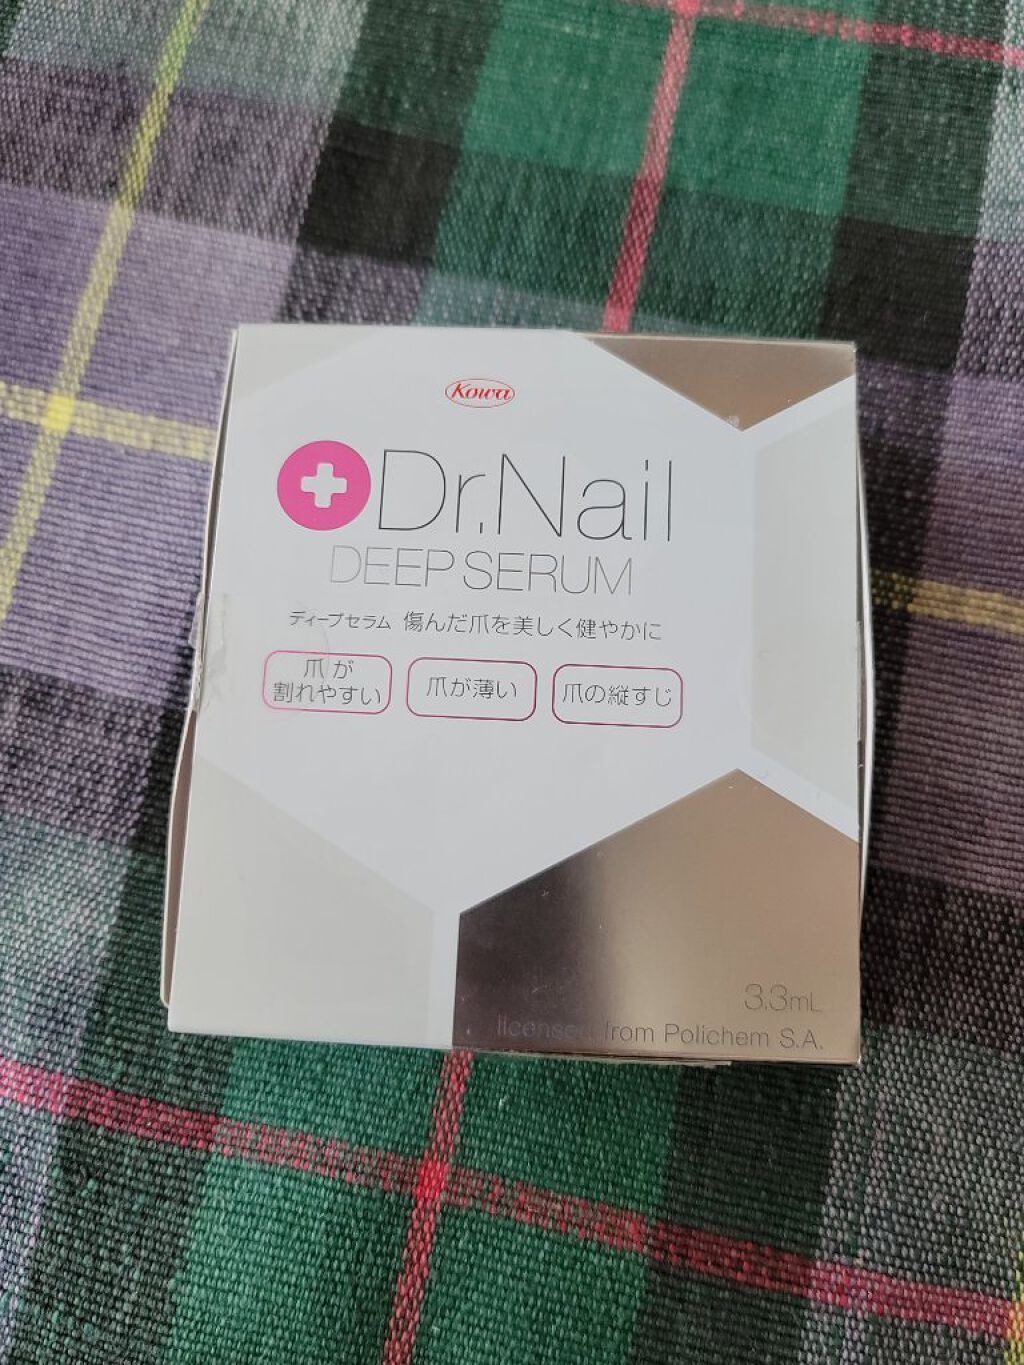 Kowa
Dr.Nail
DEEP SERUM
ディープセラム 傷んだ爪を美しく健やかに
爪が
割れやすい
爪が薄い
爪の縦すじ
3.3mL
licensed from Polichem S.A.